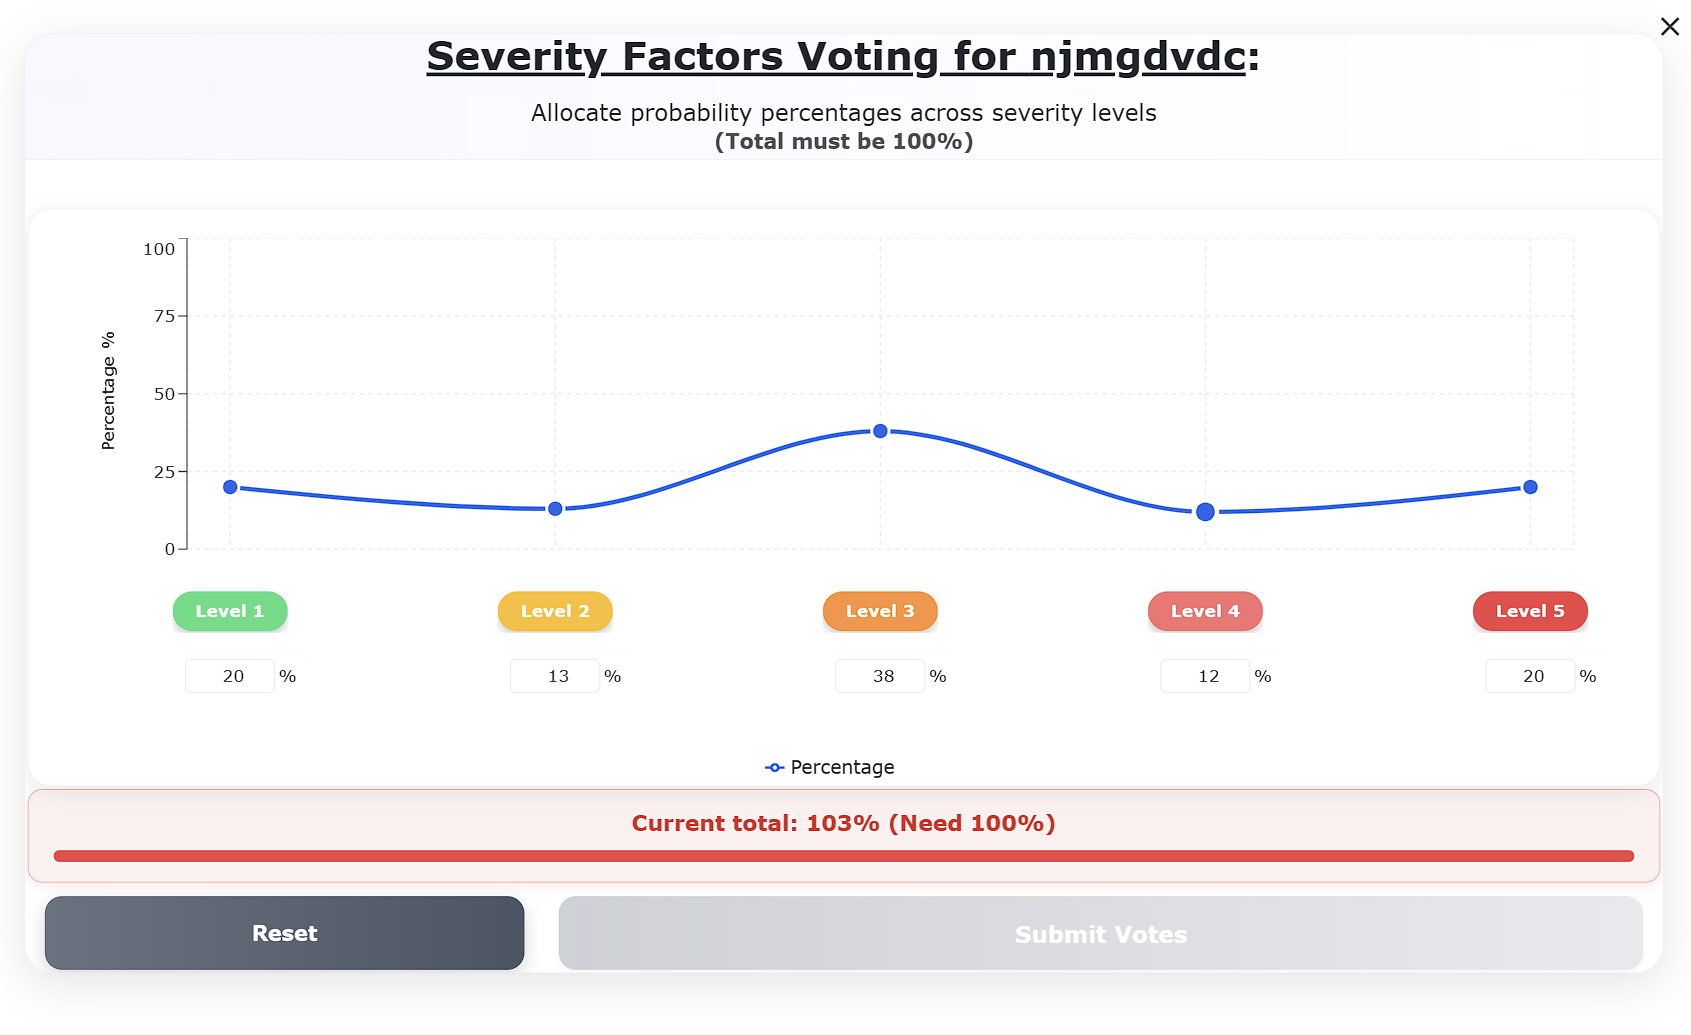 Severity Factors Voting for njmgdvdc:
Allocate probability percentages across severity levels
(Total must be 100%)
100
75
50
25
0
Percentage %
Level 1
Level 2
Level 3
Level 4
Level 5
20 %
13 %
38 %
12 %
20 %
Percentage
Current total: 103% (Need 100%)
Reset
Submit Votes